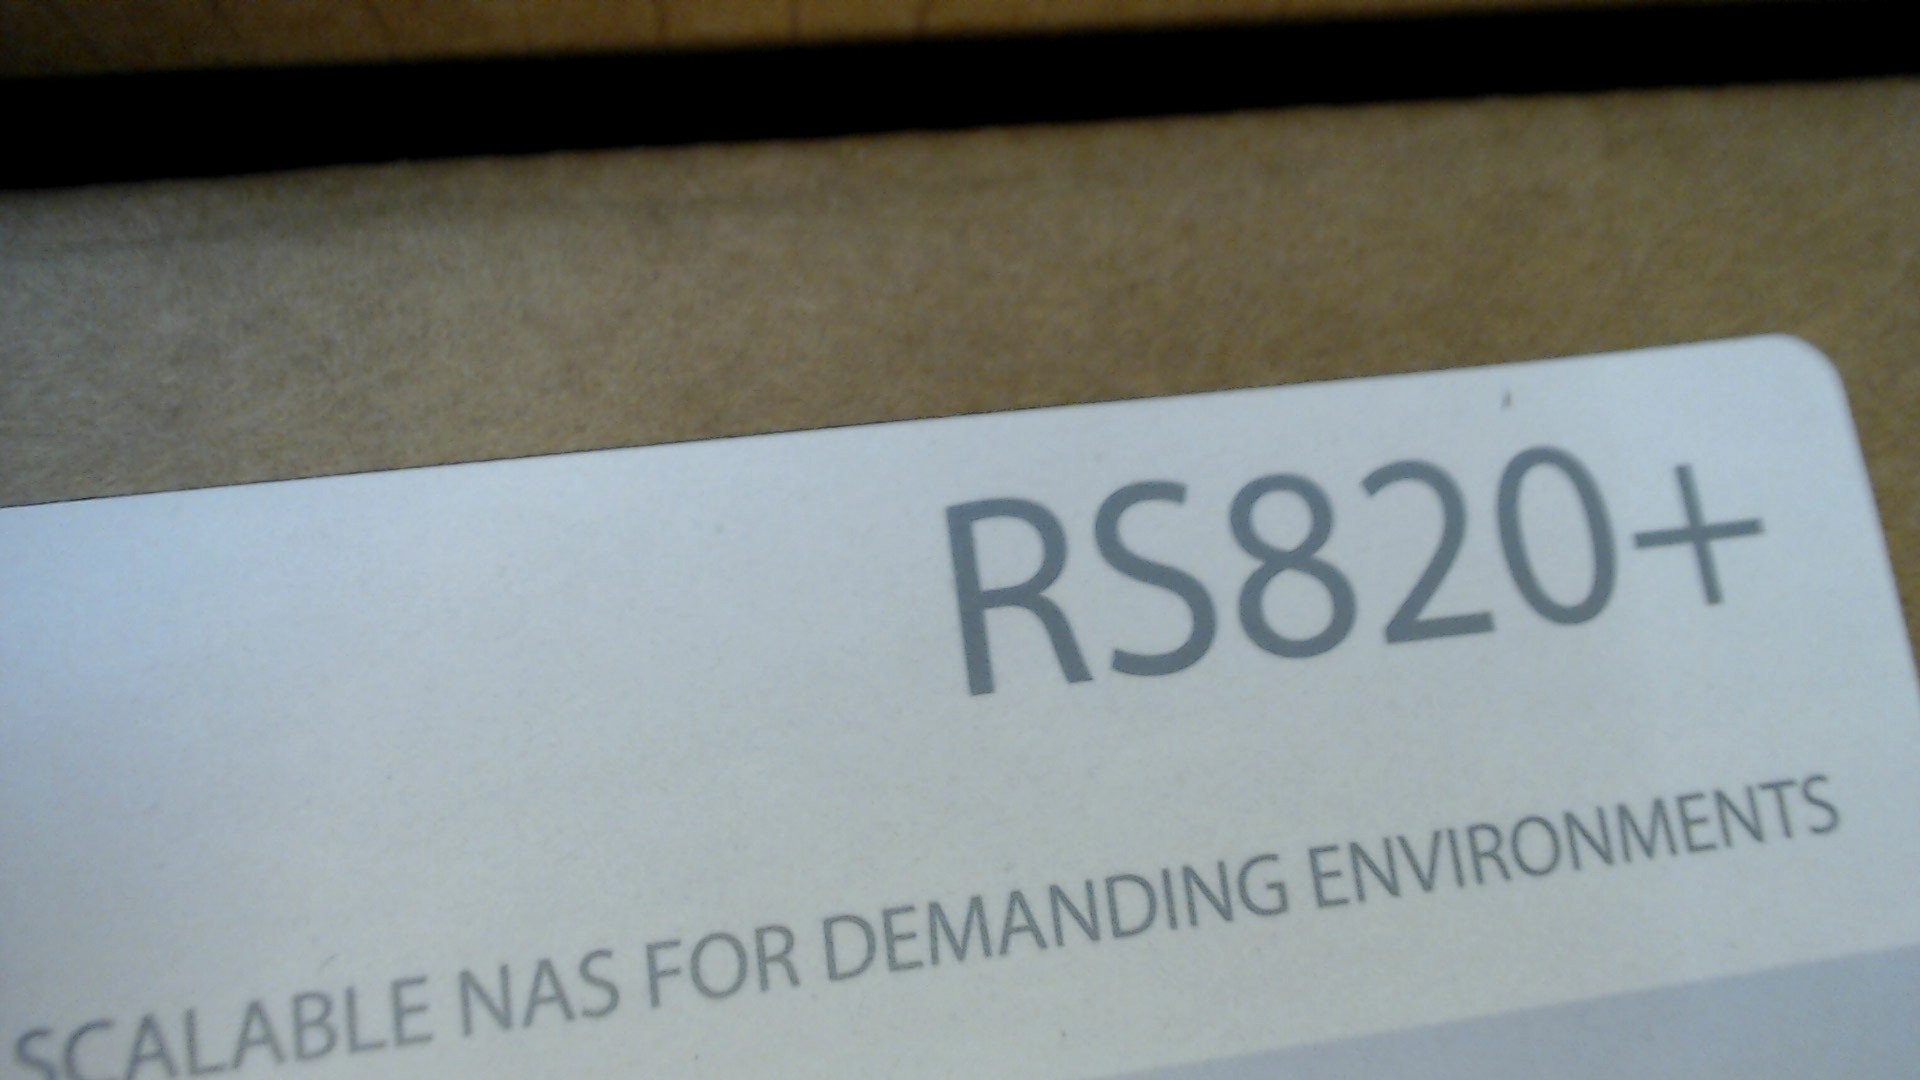 RS820+
SCALABLE NAS FOR DEMANDING ENVIRONMENTS